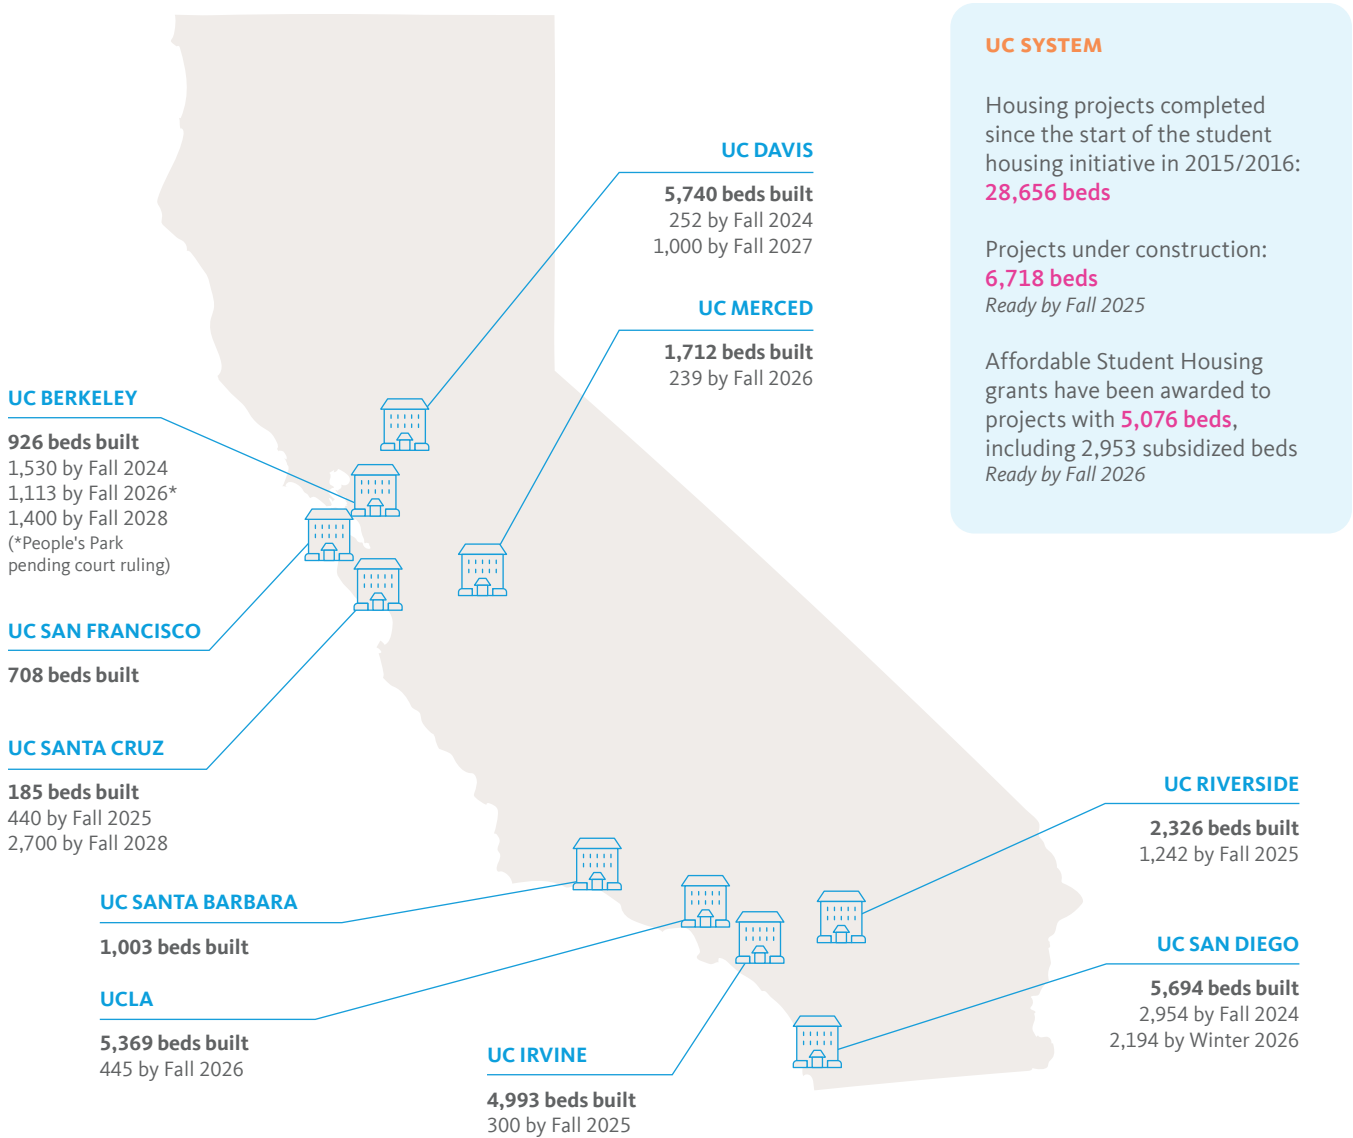 UC SYSTEM
Housing projects completed
since the start of the student
housing initiative in 2015/2016:
28,656 beds
Projects under construction:
6,718 beds
Ready by Fall 2025
Affordable Student Housing
grants have been awarded to
projects with 5,076 beds,
including 2,953 subsidized beds
Ready by Fall 2026
UC DAVIS
5,740 beds built
252 by Fall 2024
1,000 by Fall 2027
UC MERCED
1,712 beds built
239 by Fall 2026
UC BERKELEY
926 beds built
1,530 by Fall 2024
1,113 by Fall 2026*
1,400 by Fall 2028
(*People's Park
pending court ruling)
UC SAN FRANCISCO
708 beds built
UC SANTA CRUZ
185 beds built
440 by Fall 2025
2,700 by Fall 2028
UC RIVERSIDE
2,326 beds built
1,242 by Fall 2025
UC SANTA BARBARA
1,003 beds built
UC SAN DIEGO
5,694 beds built
2,954 by Fall 2024
2,194 by Winter 2026
UCLA
5,369 beds built
445 by Fall 2026
UC IRVINE
4,993 beds built
300 by Fall 2025